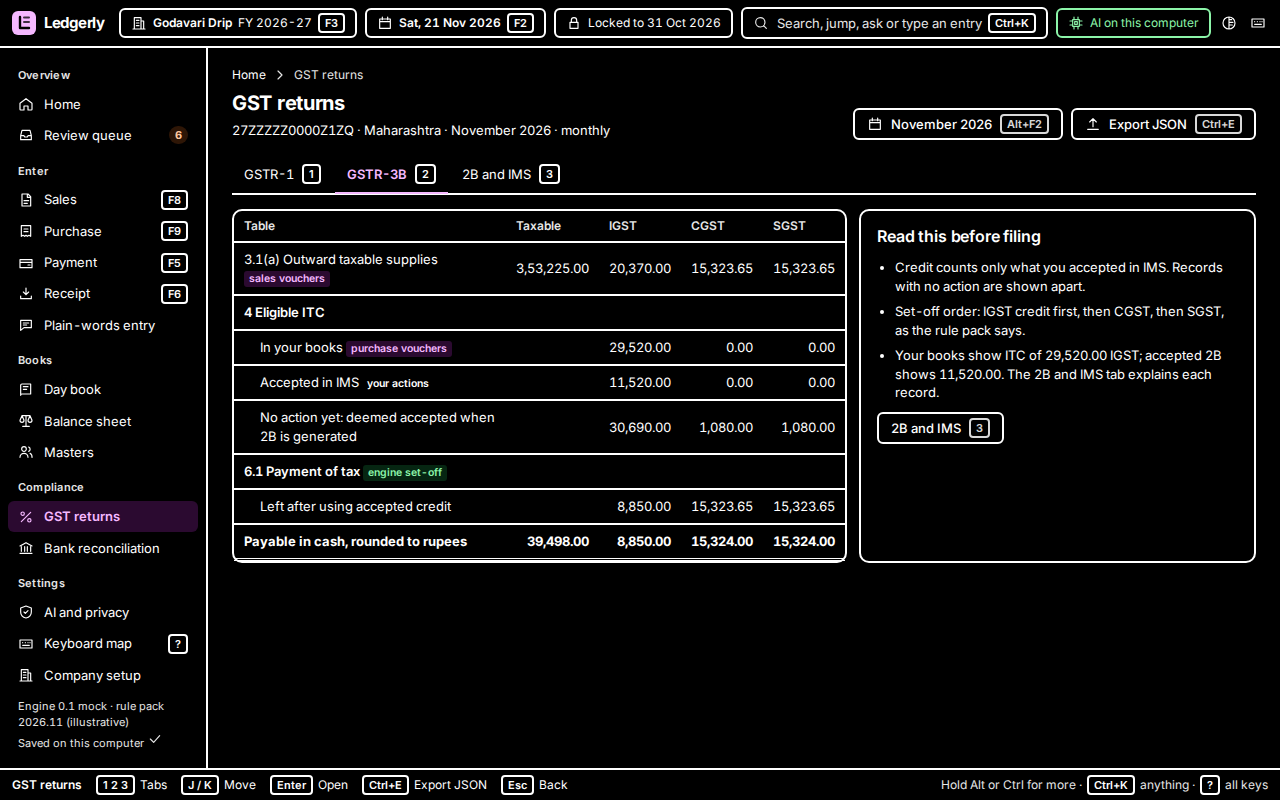 Ledgerly
Godavari Drip FY 2026-27 F3
Sat, 21 Nov 2026 F2
Locked to 31 Oct 2026
Search, jump, ask or type an entry Ctrl+K
AI on this computer
Overview
Home
Review queue 6
Enter
Sales F8
Purchase F9
Payment F5
Receipt F6
Plain-words entry
Books
Day book
Balance sheet
Masters
Compliance
GST returns
Bank reconciliation
Settings
AI and privacy
Keyboard map ?
Company setup
Engine 0.1 mock · rule pack
2026.11 (illustrative)
Saved on this computer
Home > GST returns
GST returns
27ZZZZZ0000Z1ZQ · Maharashtra · November 2026 · monthly
November 2026 Alt+F2
Export JSON Ctrl+E
GSTR-1 1 GSTR-3B 2 2B and IMS 3
Table Taxable IGST CGST SGST
3.1(a) Outward taxable supplies
sales vouchers 3,53,225.00 20,370.00 15,323.65 15,323.65
4 Eligible ITC
In your books purchase vouchers 29,520.00 0.00 0.00
Accepted in IMS your actions 11,520.00 0.00 0.00
No action yet: deemed accepted when
2B is generated 30,690.00 1,080.00 1,080.00
6.1 Payment of tax engine set-off
Left after using accepted credit 8,850.00 15,323.65 15,323.65
Payable in cash, rounded to rupees 39,498.00 8,850.00 15,324.00 15,324.00
Read this before filing
• Credit counts only what you accepted in IMS. Records
with no action are shown apart.
• Set-off order: IGST credit first, then CGST, then SGST,
as the rule pack says.
• Your books show ITC of 29,520.00 IGST; accepted 2B
shows 11,520.00. The 2B and IMS tab explains each
record.
2B and IMS 3
GST returns 1 2 3 Tabs J / K Move Enter Open Ctrl+E Export JSON Esc Back
Hold Alt or Ctrl for more · Ctrl+K anything · ? all keys